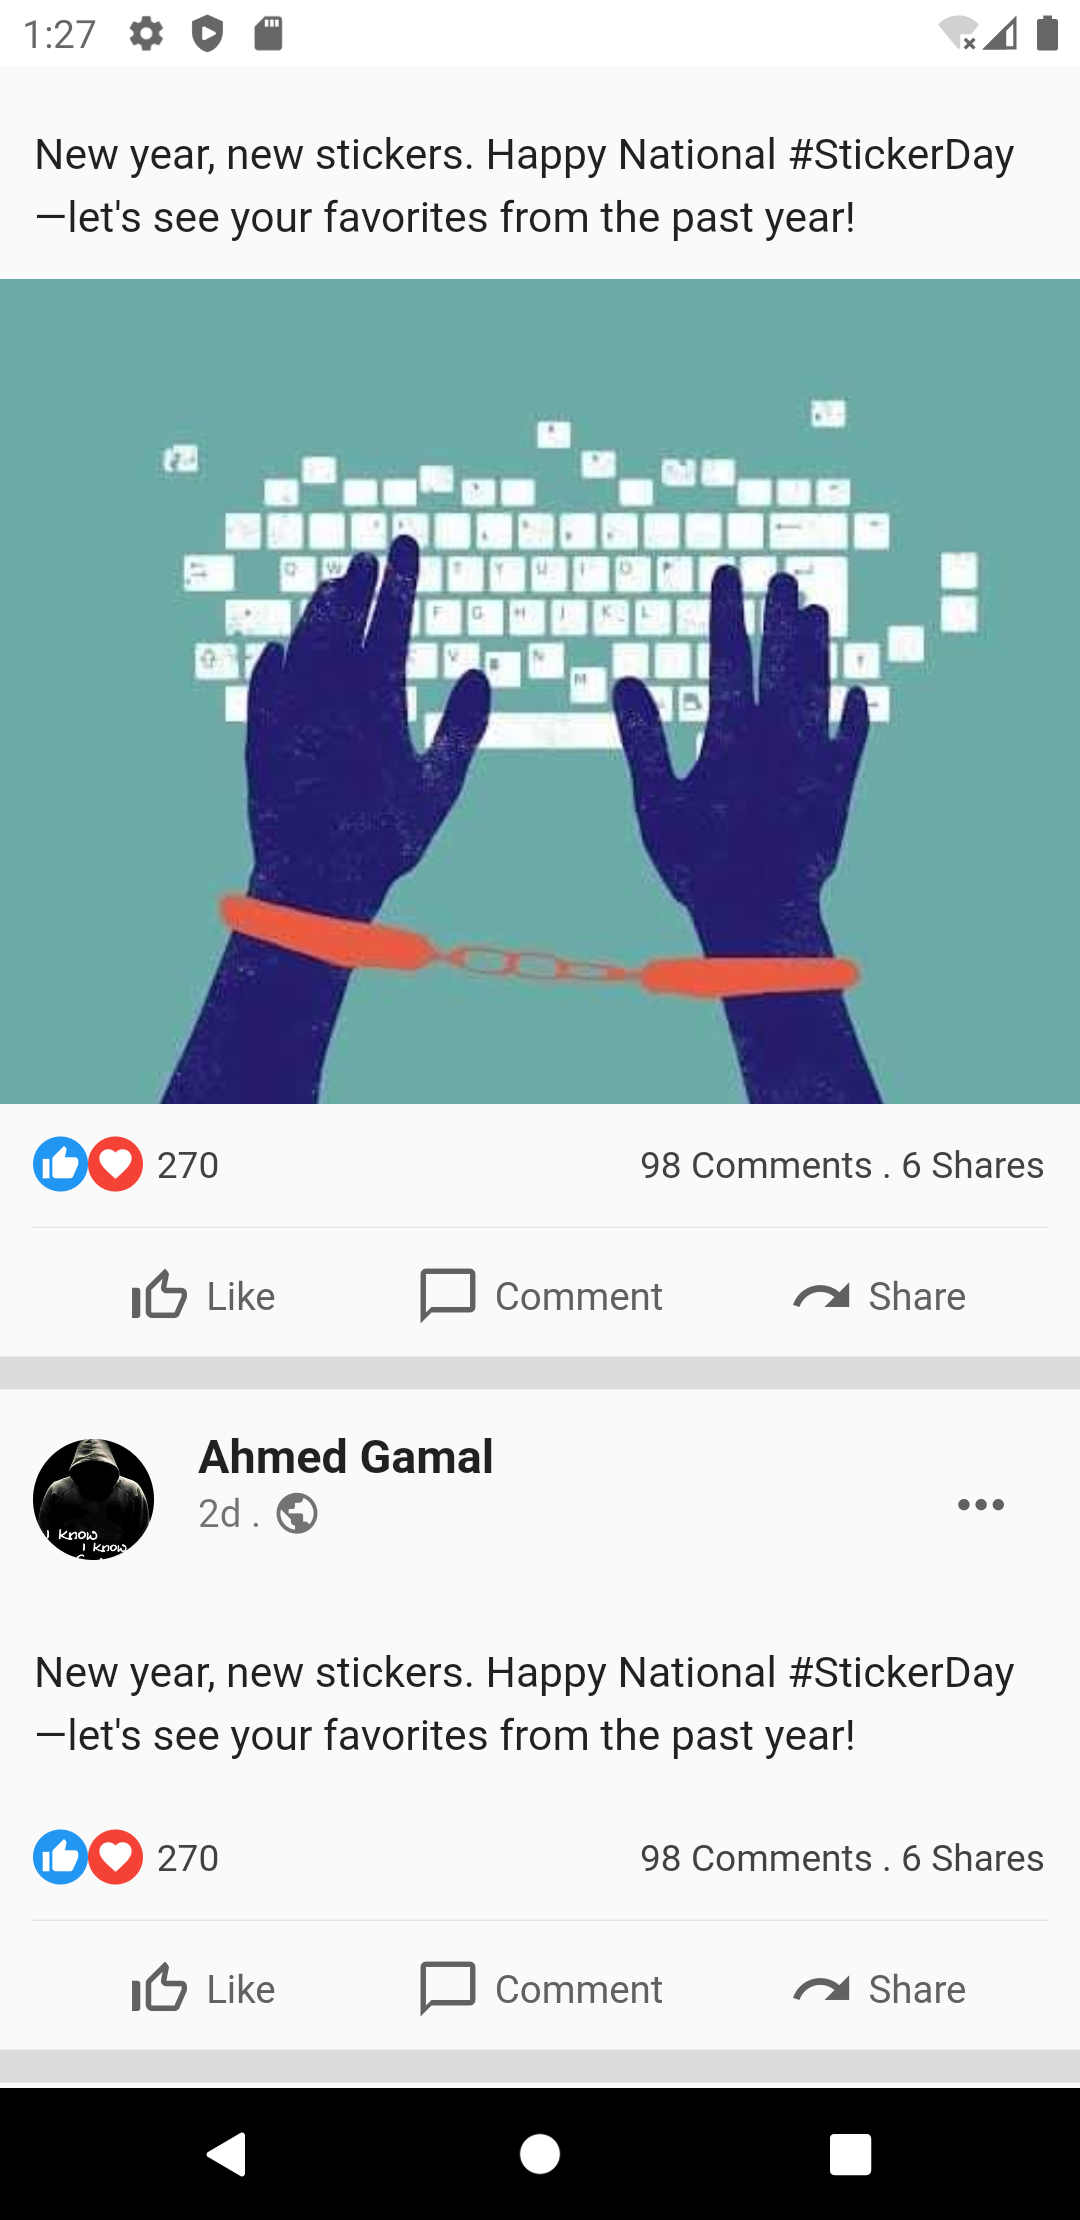 1:27
New year, new stickers. Happy National #StickerDay
—let's see your favorites from the past year!
Q W T Y U I O P
F G H J K L
V B N
M
270
98 Comments . 6 Shares
Like Comment Share
Ahmed Gamal
2d .
I know
I know
New year, new stickers. Happy National #StickerDay
—let's see your favorites from the past year!
270
98 Comments . 6 Shares
Like Comment Share